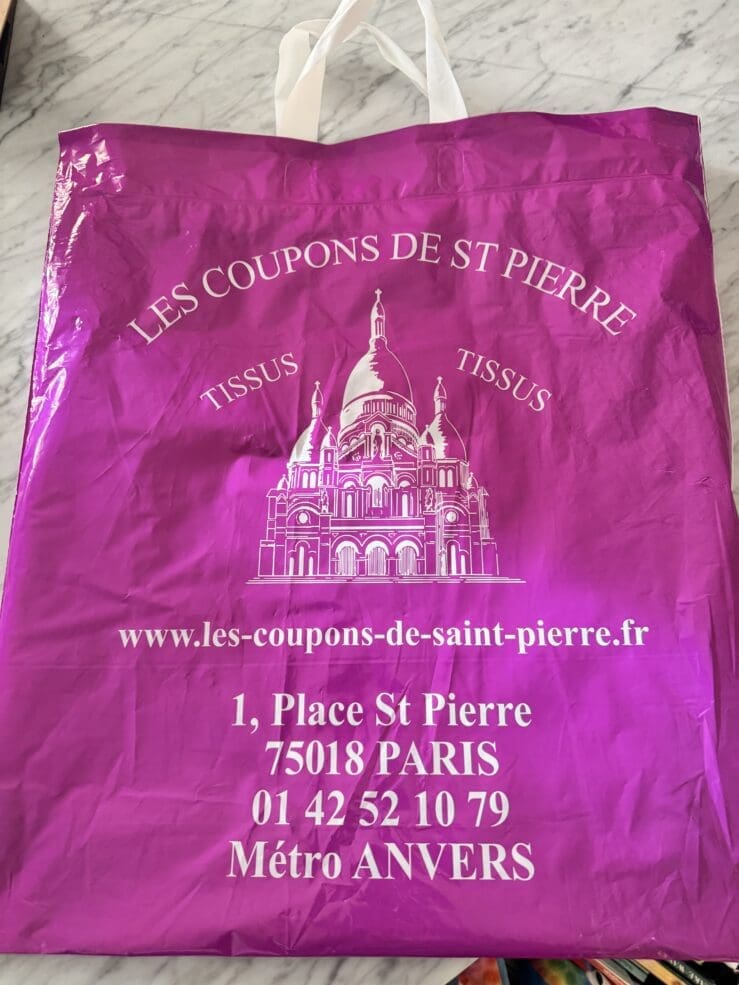 LES COUPONS DE ST PIERRE
TISSUS TISSUS
www.les-coupons-de-saint-pierre.fr
1, Place St Pierre
75018 PARIS
01 42 52 10 79
Métro ANVERS